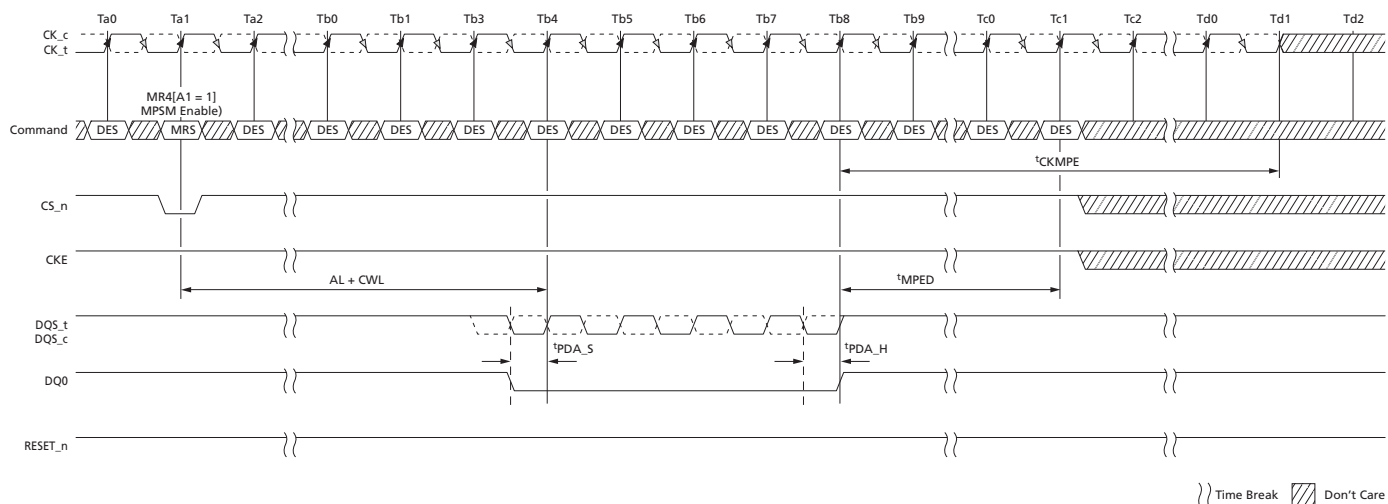 Ta0 Ta1 Ta2 Tb0 Tb1 Tb3 Tb4 Tb5 Tb6 Tb7 Tb8 Tb9 Tc0 Tc1 Tc2 Td0 Td1 Td2
CK_c
CK_t
MR4[A1 = 1]
MPSM Enable)
Command DES MRS DES DES DES DES DES DES DES DES DES DES DES DES
tCKMPE
CS_n
CKE
AL + CWL tMPED
DQS_t
DQS_c
tPDA_S tPDA_H
DQ0
RESET_n
Time Break Don't Care